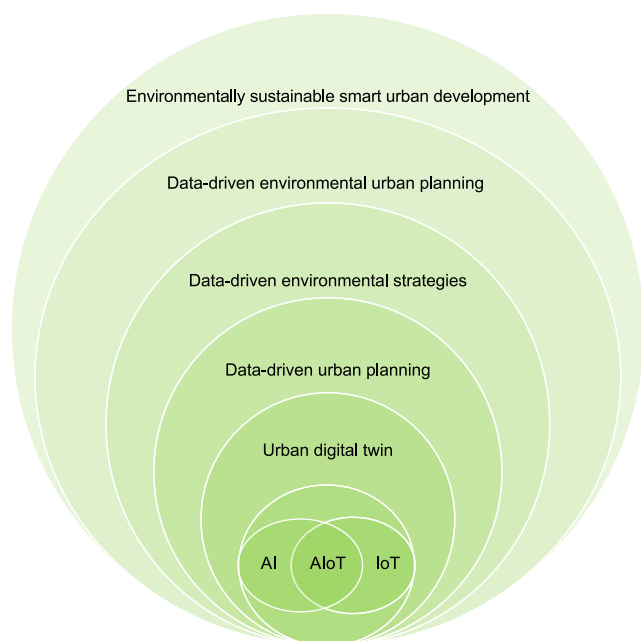 Environmentally sustainable smart urban development
Data-driven environmental urban planning
Data-driven environmental strategies
Data-driven urban planning
Urban digital twin
AI AIoT IoT